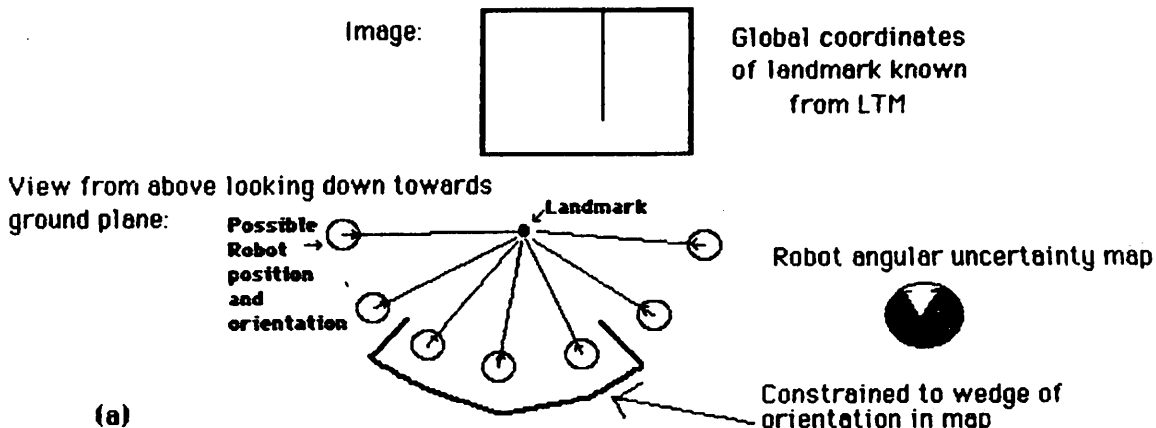 Image:
Global coordinates
of landmark known
from LTM
View from above looking down towards
ground plane:
Landmark
Possible
Robot
position
and
orientation
Robot angular uncertainty map
Constrained to wedge of
orientation in map
(a)